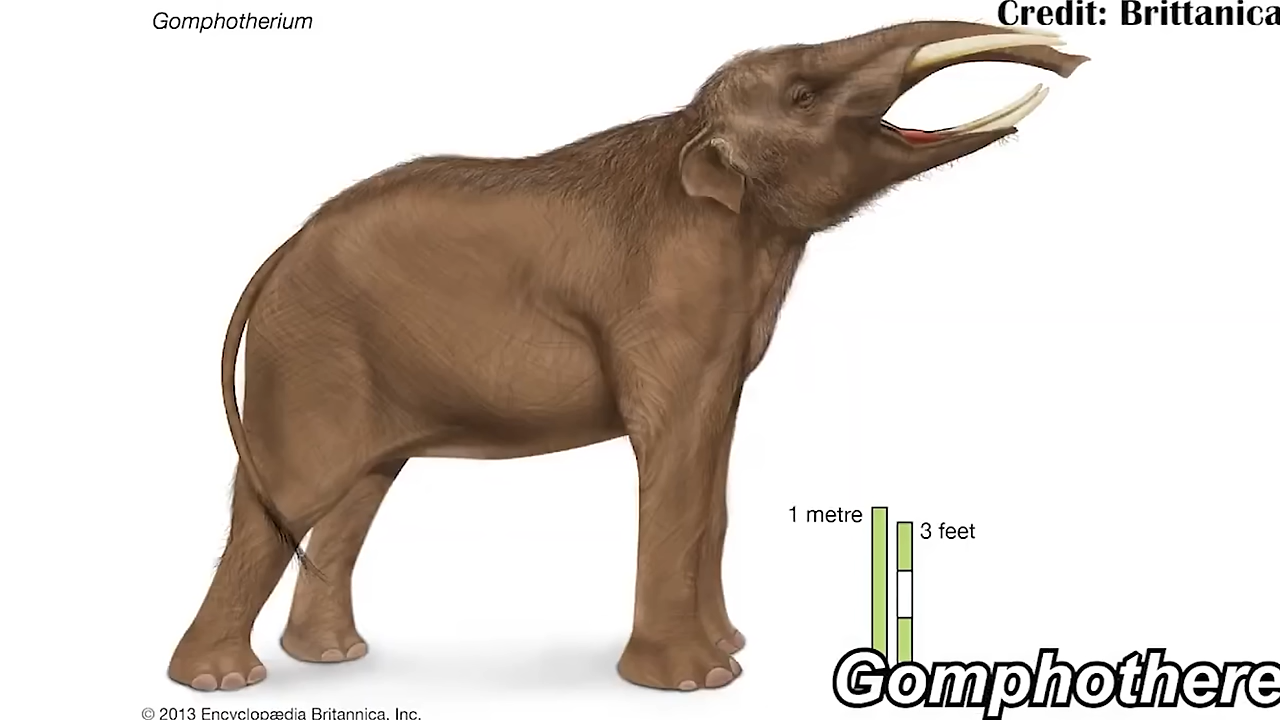 Gomphotherium
Credit: Brittanica
1 metre
3 feet
Gomphothere
© 2013 Encyclopædia Britannica, Inc.